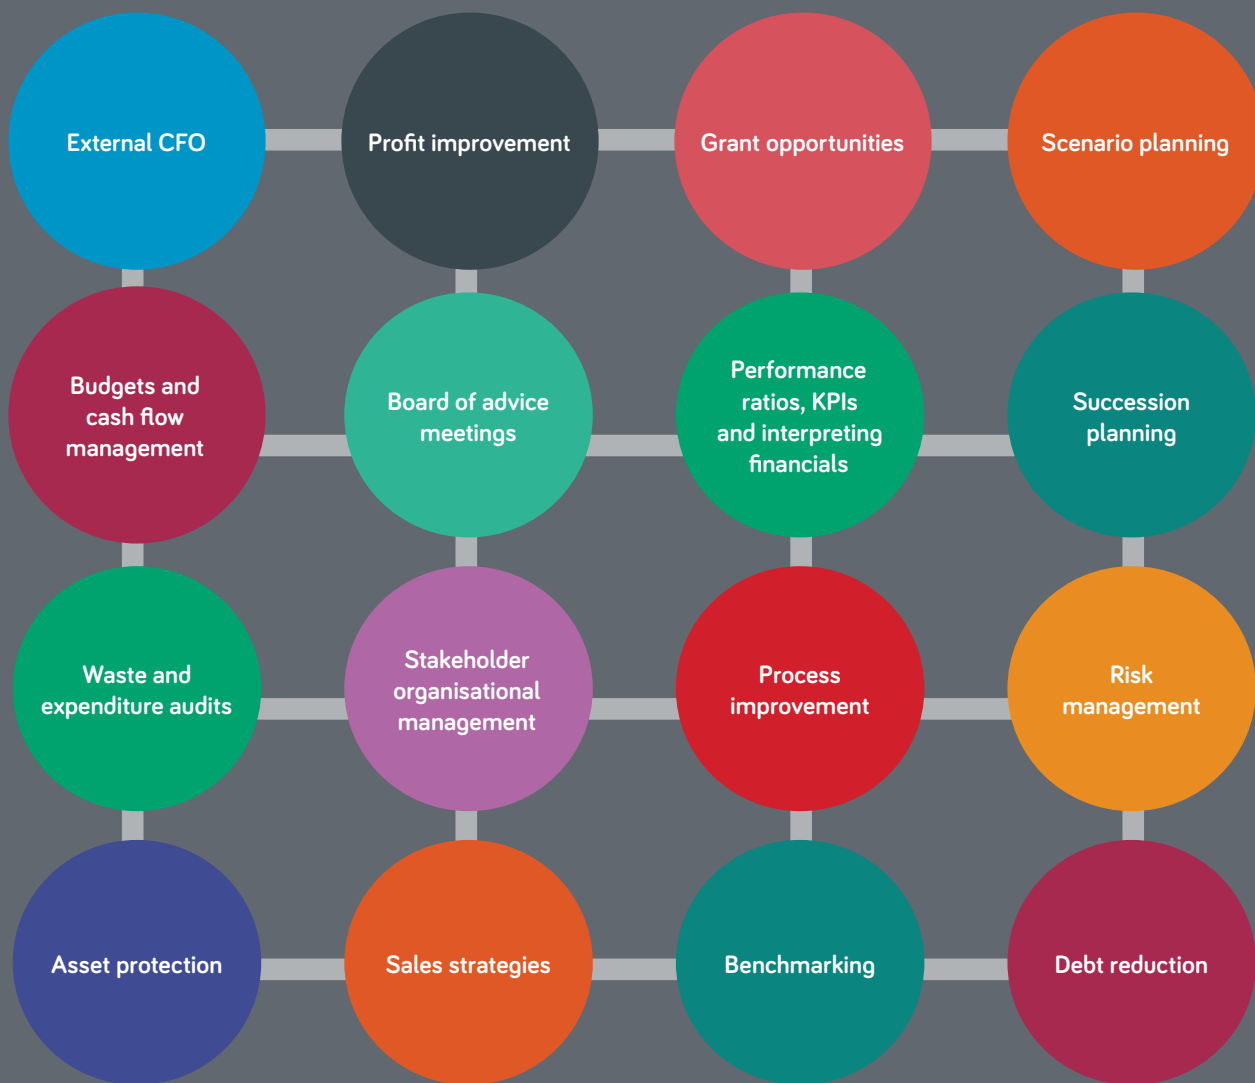 External CFO
Profit improvement
Grant opportunities
Scenario planning
Budgets and
cash flow
management
Board of advice
meetings
Performance
ratios, KPIs
and interpreting
financials
Succession
planning
Waste and
expenditure audits
Stakeholder
organisational
management
Process
improvement
Risk
management
Asset protection
Sales strategies
Benchmarking
Debt reduction